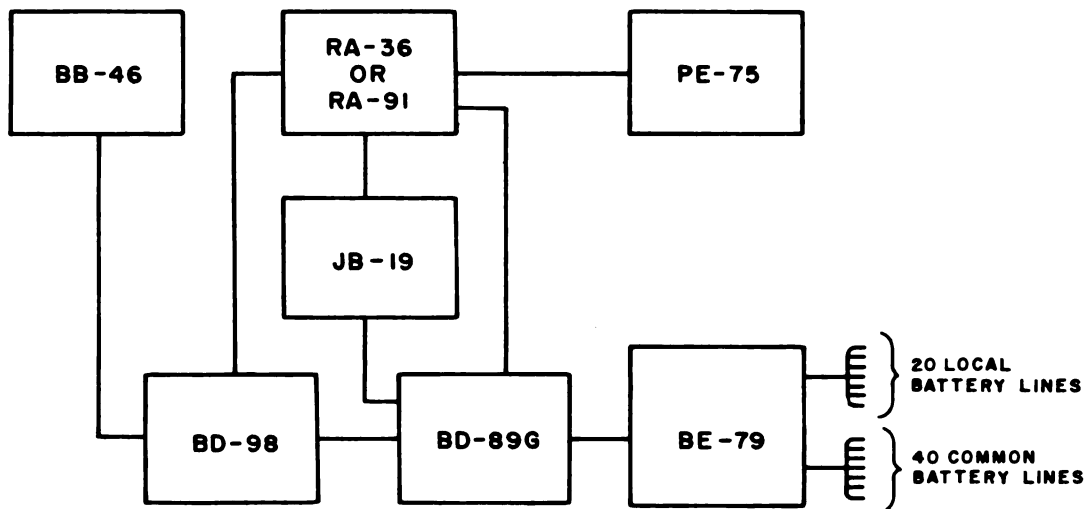 BB-46
RA-36
OR
RA-91
PE-75
JB-19
BD-98
BD-89G
BE-79
20 LOCAL
BATTERY LINES
40 COMMON
BATTERY LINES